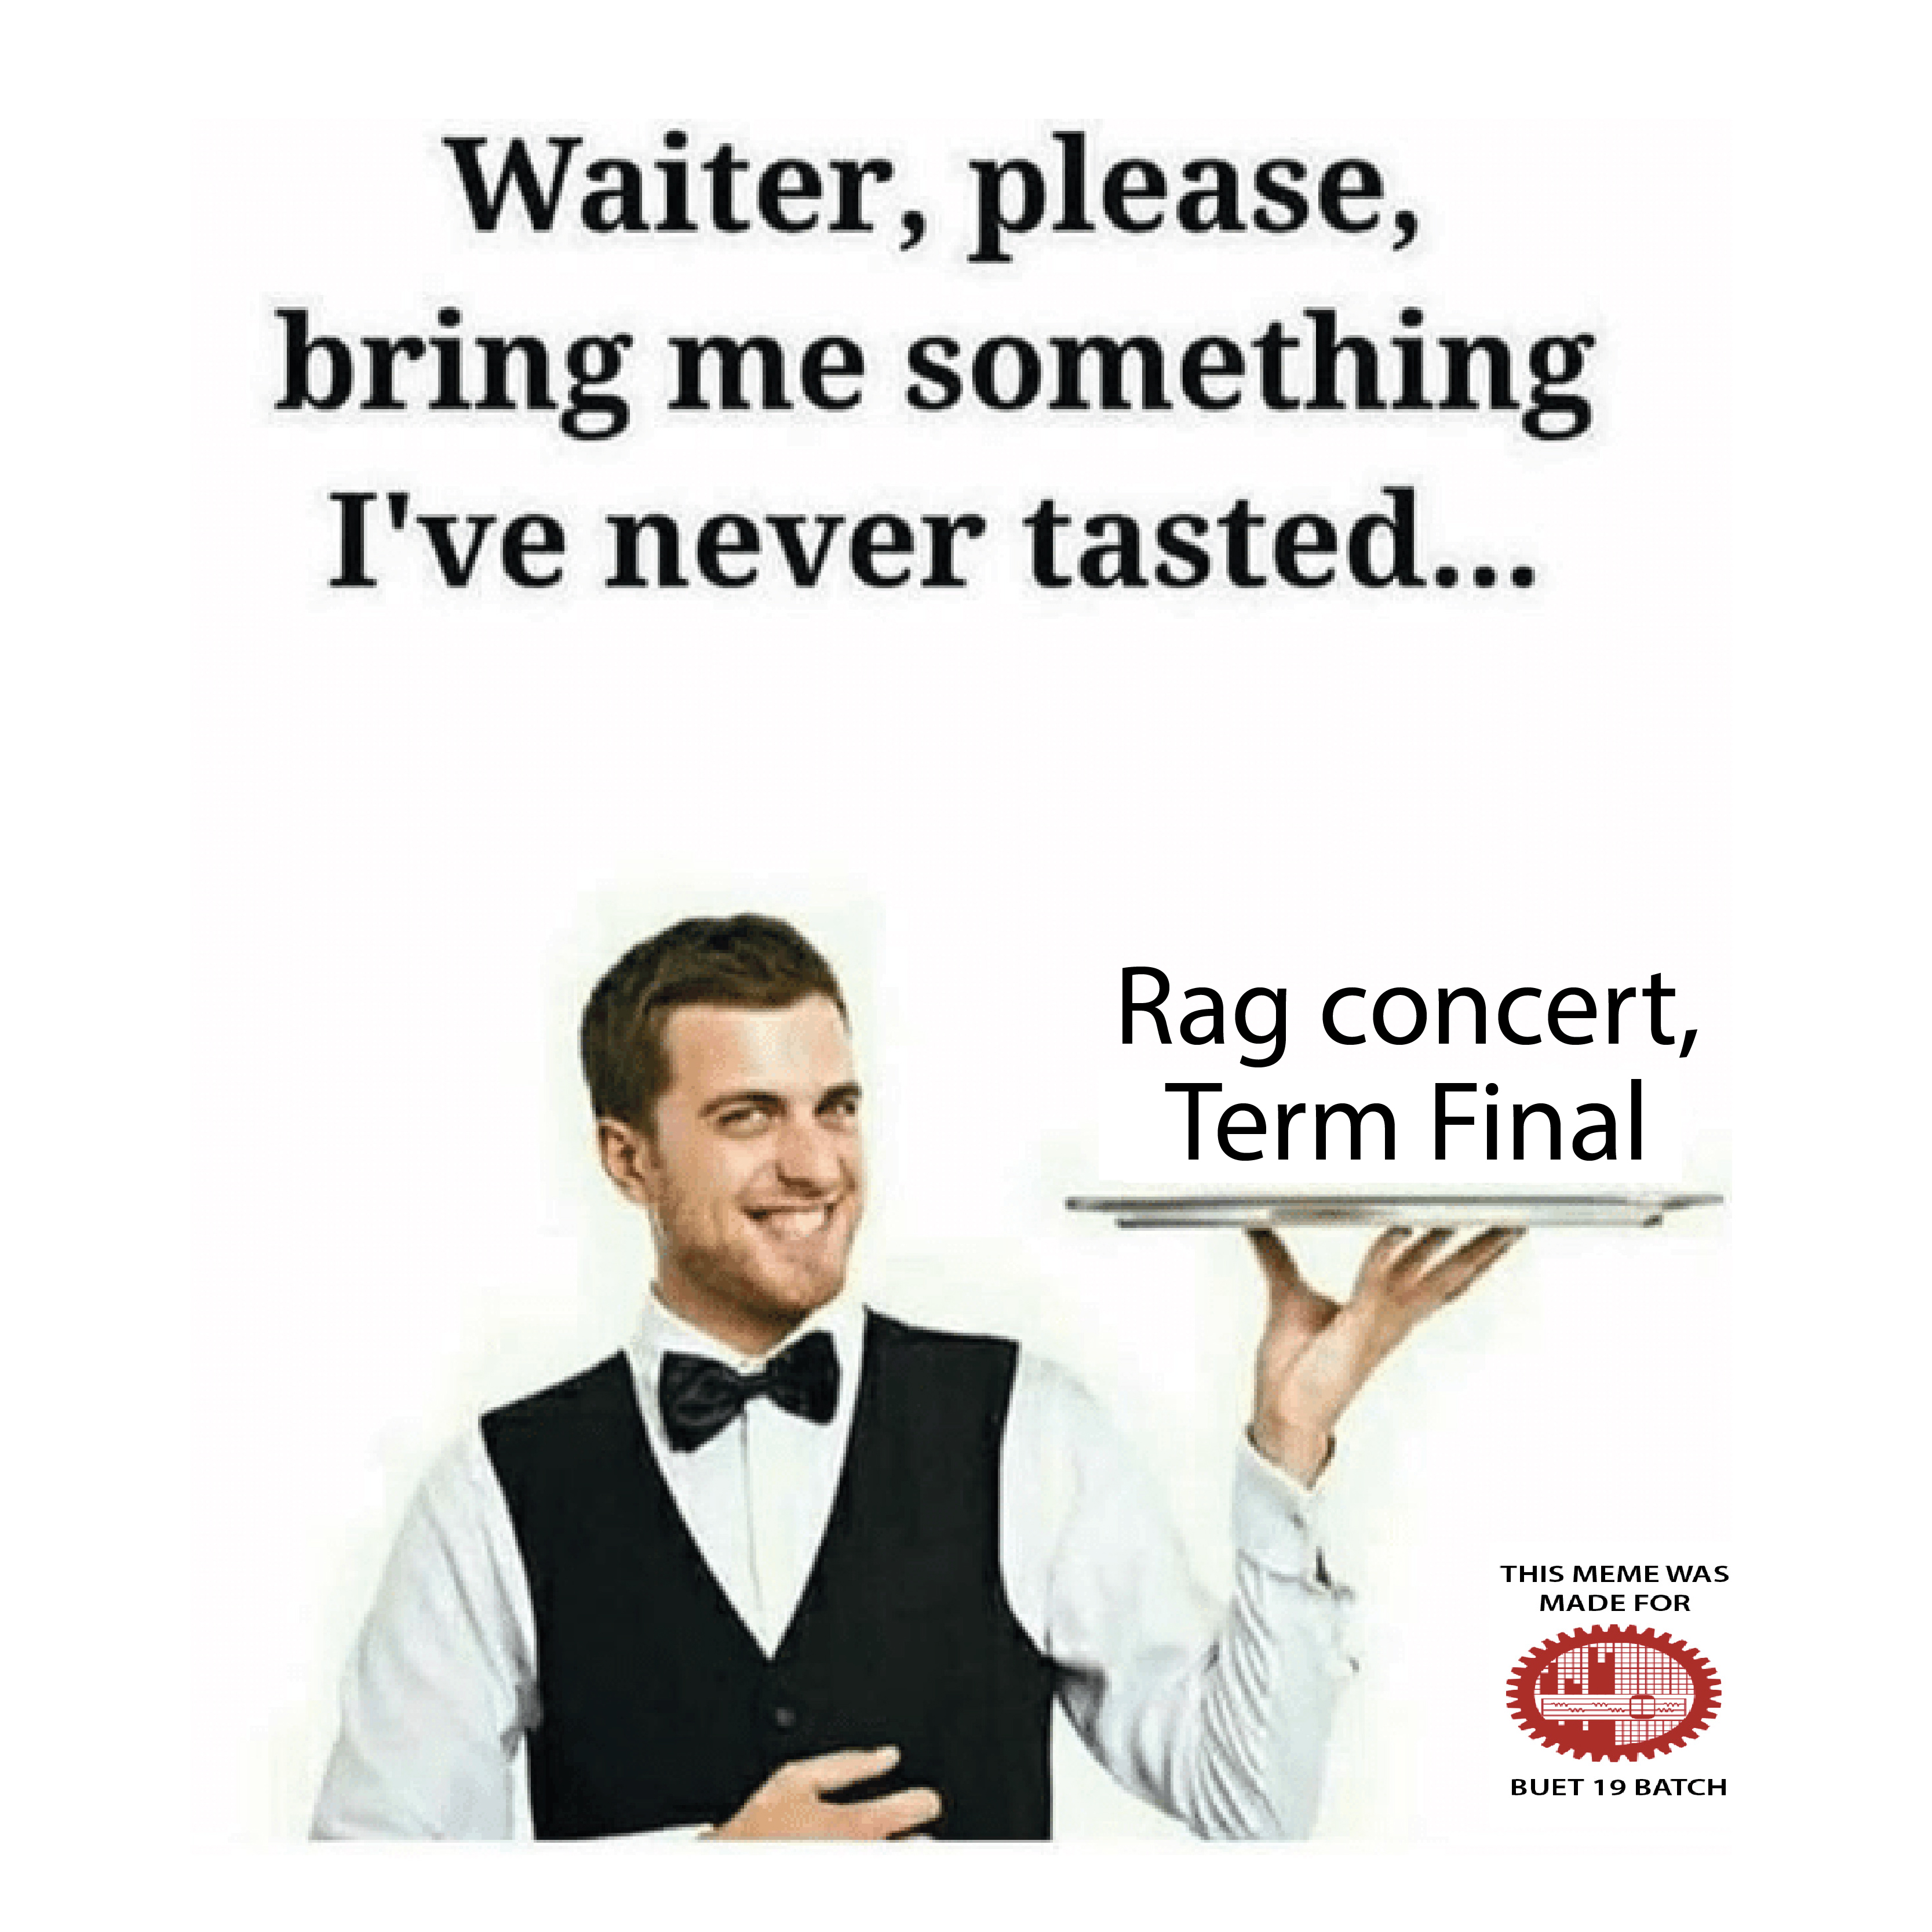 Waiter, please,
bring me something
I've never tasted...
Rag concert,
Term Final
THIS MEME WAS
MADE FOR
BUET 19 BATCH